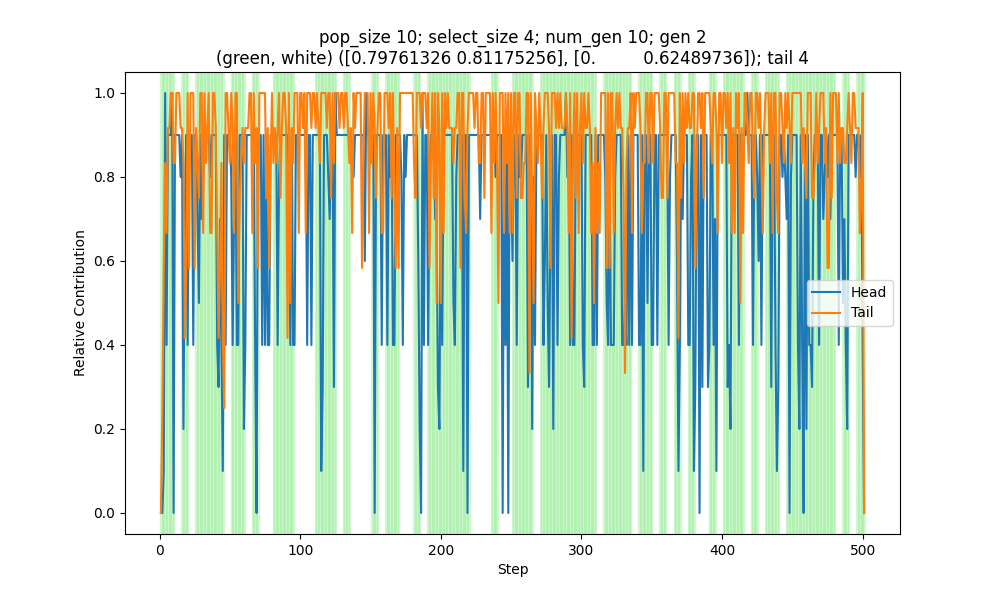 pop_size 10; select_size 4; num_gen 10; gen 2
(green, white) ([0.79761326 0.81175256], [0. 0.62489736]); tail 4
1.0
0.8
0.6
0.4
0.2
0.0
Relative Contribution
Head
Tail
0 100 200 300 400 500
Step